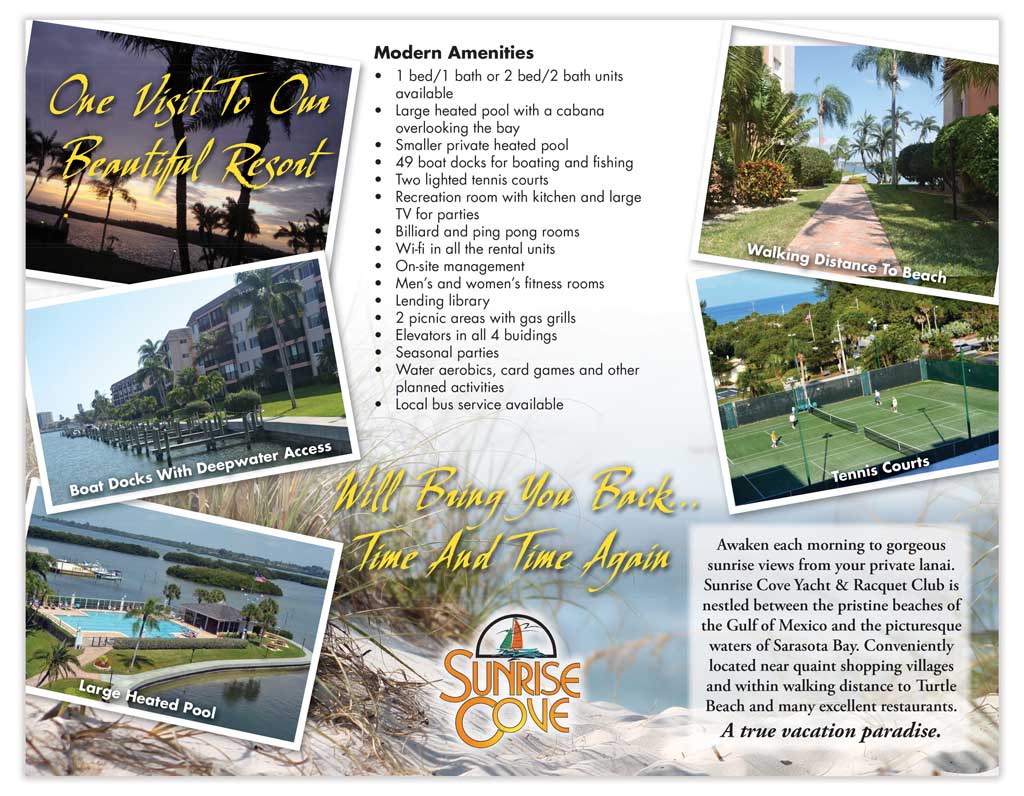 One Visit To Our
Beautiful Resort
Boat Docks With Deepwater Access
Large Heated Pool
Modern Amenities
• 1 bed/1 bath or 2 bed/2 bath units
available
• Large heated pool with a cabana
overlooking the bay
• Smaller private heated pool
• 49 boat docks for boating and fishing
• Two lighted tennis courts
• Recreation room with kitchen and large
TV for parties
• Billiard and ping pong rooms
• Wi-fi in all the rental units
• On-site management
• Men's and women's fitness rooms
• Lending library
• 2 picnic areas with gas grills
• Elevators in all 4 buidings
• Seasonal parties
• Water aerobics, card games and other
planned activities
• Local bus service available
Will Bring You Back..
Time And Time Again
SUNRISE
COVE
Walking Distance To Beach
Tennis Courts
Awaken each morning to gorgeous
sunrise views from your private lanai.
Sunrise Cove Yacht & Racquet Club is
nestled between the pristine beaches of
the Gulf of Mexico and the picturesque
waters of Sarasota Bay. Conveniently
located near quaint shopping villages
and within walking distance to Turtle
Beach and many excellent restaurants.
A true vacation paradise.